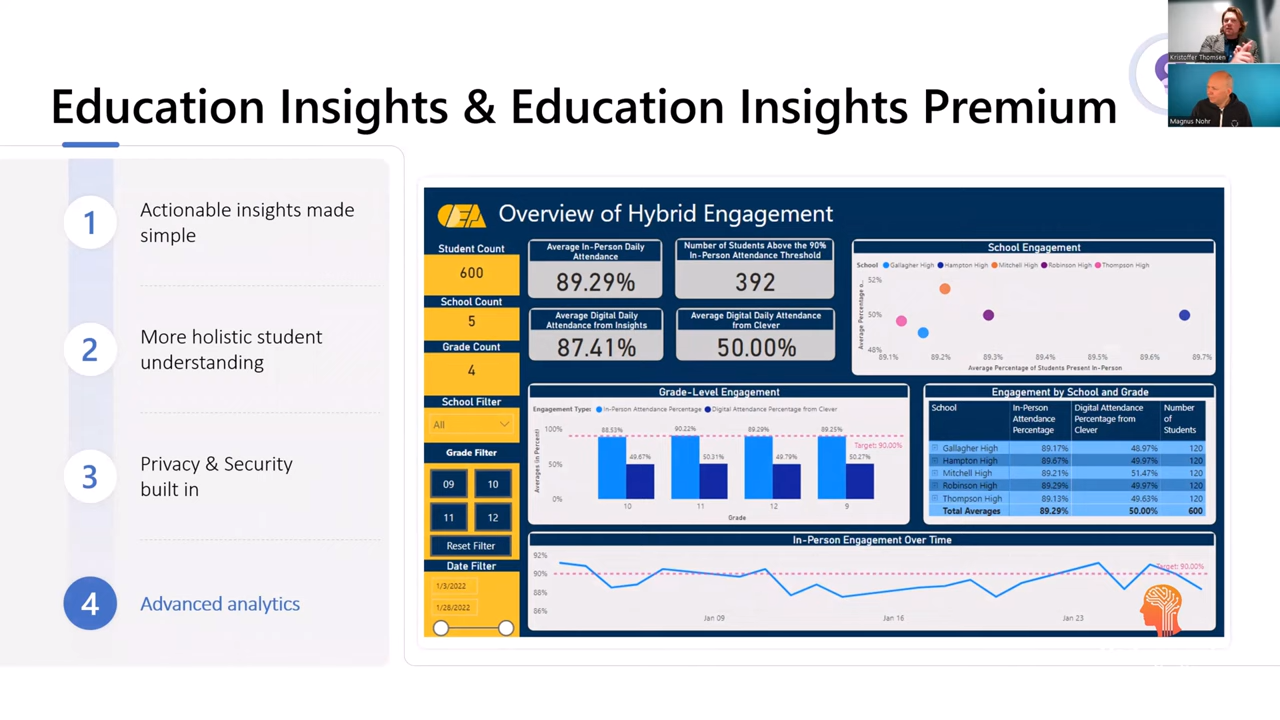 Kristoffer Thomsen
Magnus Nohr
Education Insights & Education Insights Premium
1
Actionable insights made
simple
2
More holistic student
understanding
3
Privacy & Security
built in
4
Advanced analytics
OEA
Overview of Hybrid Engagement
Student Count
600
School Count
5
Grade Count
4
School Filter
All
Grade Filter
09 10
11 12
Reset Filter
Date Filter
1/3/2022
1/28/2022
Average In-Person Daily
Attendance
89.29%
Number of Students Above the 90%
In-Person Attendance Threshold
392
Average Digital Daily
Attendance from Insights
87.41%
Average Digital Daily Attendance
from Clever
50.00%
School Engagement
School Gallagher High Hampton High Mitchell High Robinson High Thompson High
Average Percentage o...
52%
50%
48%
89.1% 89.2% 89.3% 89.4% 89.5% 89.6% 89.7%
Average Percentage of Students Present In-Person
Grade-Level Engagement
Engagement Type: In-Person Attendance Percentage Digital Attendance Percentage from Clever
Averages (in Percent)
100%
50%
0%
88.53% 90.22% 89.29% 89.25%
Target: 90.00%
49.67% 50.31% 49.79% 50.27%
10 11 12 9
Grade
Engagement by School and Grade
School In-Person Attendance Percentage Digital Attendance Percentage from Clever Number of Students
Gallagher High 89.17% 48.97% 120
Hampton High 89.67% 49.97% 120
Mitchell High 89.21% 51.47% 120
Robinson High 89.29% 49.97% 120
Thompson High 89.13% 49.63% 120
Total Averages 89.29% 50.00% 600
In-Person Engagement Over Time
92%
90%
88%
86%
Target: 90.00%
Jan 09 Jan 16 Jan 23